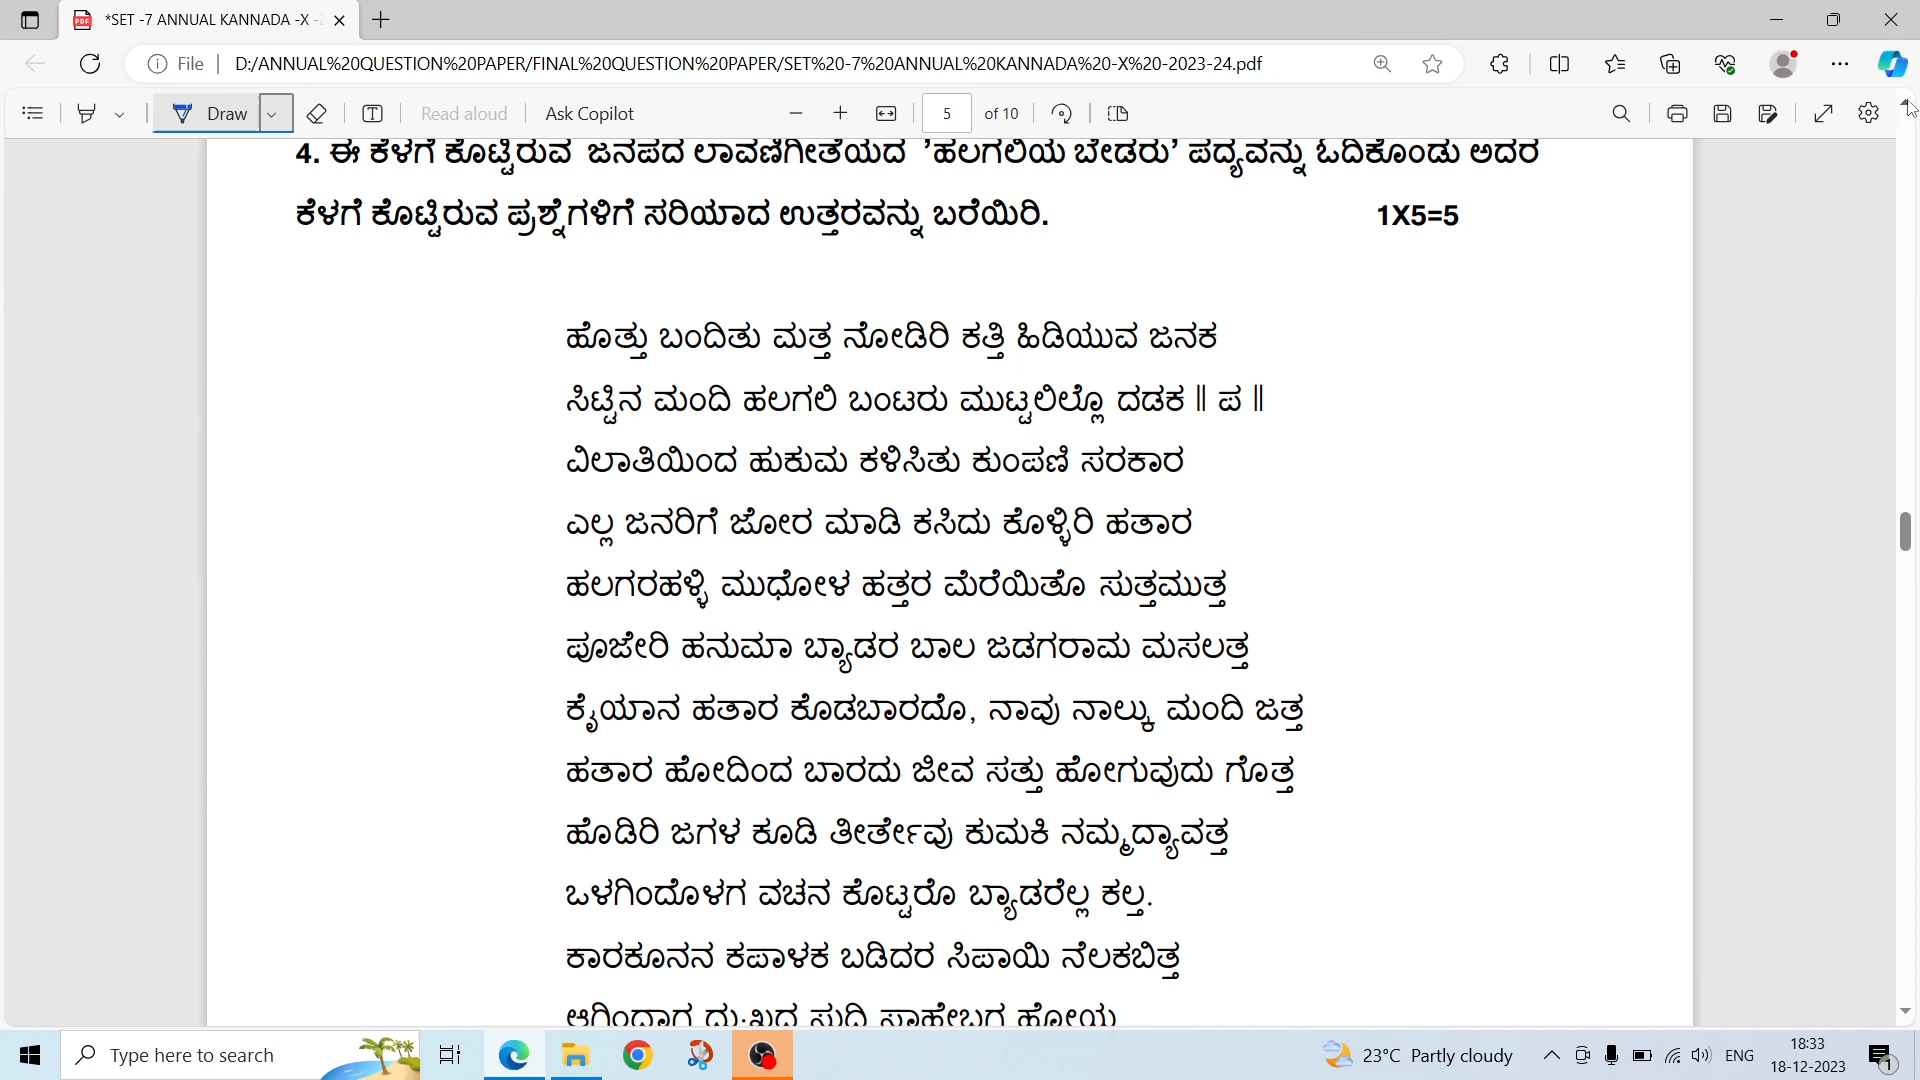 *SET -7 ANNUAL KANNADA -X -
File
D:/ANNUAL%20QUESTION%20PAPER/FINAL%20QUESTION%20PAPER/SET%20-7%20ANNUAL%20KANNADA%20-X%20-2023-24.pdf
Draw
Read aloud
Ask Copilot
5 of 10
4. ಈ ಕೆಳಗೆ ಕೊಟ್ಟಿರುವ ಜನಪದ ಲಾವಣಿಗೀತೆಯದ 'ಹಲಗಲಿಯ ಬೇಡರು' ಪದ್ಯವನ್ನು ಓದಿಕೊಂಡು ಅದರ
ಕೆಳಗೆ ಕೊಟ್ಟಿರುವ ಪ್ರಶ್ನೆಗಳಿಗೆ ಸರಿಯಾದ ಉತ್ತರವನ್ನು ಬರೆಯಿರಿ. 1X5=5
ಹೊತ್ತು ಬಂದಿತು ಮತ್ತ ನೋಡಿರಿ ಕತ್ತಿ ಹಿಡಿಯುವ ಜನಕ
ಸಿಟ್ಟಿನ ಮಂದಿ ಹಲಗಲಿ ಬಂಟರು ಮುಟ್ಟಲಿಲ್ಲೊ ದಡಕ ॥ ಪ ॥
ವಿಲಾತಿಯಿಂದ ಹುಕುಮ ಕಳಿಸಿತು ಕುಂಪಣಿ ಸರಕಾರ
ಎಲ್ಲ ಜನರಿಗೆ ಜೋರ ಮಾಡಿ ಕಸಿದು ಕೊಳ್ಳಿರಿ ಹತಾರ
ಹಲಗರಹಳ್ಳಿ ಮುಧೋಳ ಹತ್ತರ ಮೆರೆಯಿತೊ ಸುತ್ತಮುತ್ತ
ಪೂಜೇರಿ ಹನುಮಾ ಬ್ಯಾಡರ ಬಾಲ ಜಡಗರಾಮ ಮಸಲತ್ತ
ಕೈಯಾನ ಹತಾರ ಕೊಡಬಾರದೊ, ನಾವು ನಾಲ್ಕು ಮಂದಿ ಜತ್ತ
ಹತಾರ ಹೋದಿಂದ ಬಾರದು ಜೀವ ಸತ್ತು ಹೋಗುವುದು ಗೊತ್ತ
ಹೊಡಿರಿ ಜಗಳ ಕೂಡಿ ತೀರ್ತೇವು ಕುಮಕಿ ನಮ್ಮದ್ಯಾವತ್ತ
ಒಳಗಿಂದೊಳಗ ವಚನ ಕೊಟ್ಟರೊ ಬ್ಯಾಡರೆಲ್ಲ ಕಲ್ತ.
ಕಾರಕೂನನ ಕಪಾಳಕ ಬಡಿದರ ಸಿಪಾಯಿ ನೆಲಕಬಿತ್ತ
ಆಗಿಂದಾಗ ದುಃಖದ ಸುದ್ದಿ ಸಾಹೇಬಗ ಹೋಯ
Type here to search
23°C Partly cloudy
ENG
18:33
18-12-2023
1